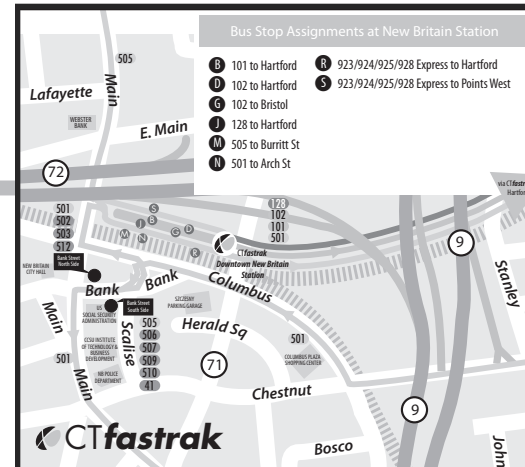 Bus Stop Assignments at New Britain Station
B 101 to Hartford
D 102 to Hartford
G 102 to Bristol
J 128 to Hartford
M 505 to Burritt St
N 501 to Arch St
R 923/924/925/928 Express to Hartford
S 923/924/925/928 Express to Points West
505
Main
Lafayette
WEBSTER
BANK
E. Main
72
via CTfastrak
Hartford
501
502
503
512
S
B
J
G
D
M
N
R
128
102
101
501
9
Stanley
CTfastrak
Downtown New Britain
Station
Bank Street
North Side
NEW BRITAIN
CITY HALL
Bank
Bank
Columbus
Bank Street
South Side
US
SOCIAL SECURITY
ADMINISTRATION
SZCZESNY
PARKING GARAGE
Main
Scalise
505
506
507
509
510
41
CCSU INSTITUTE
OF TECHNOLOGY &
BUSINESS
DEVELOPMENT
Herald Sq
501
COLUMBUS PLAZA
SHOPPING CENTER
501
Main
NB POLICE
DEPARTMENT
71
Chestnut
9
CTfastrak
Bosco
John